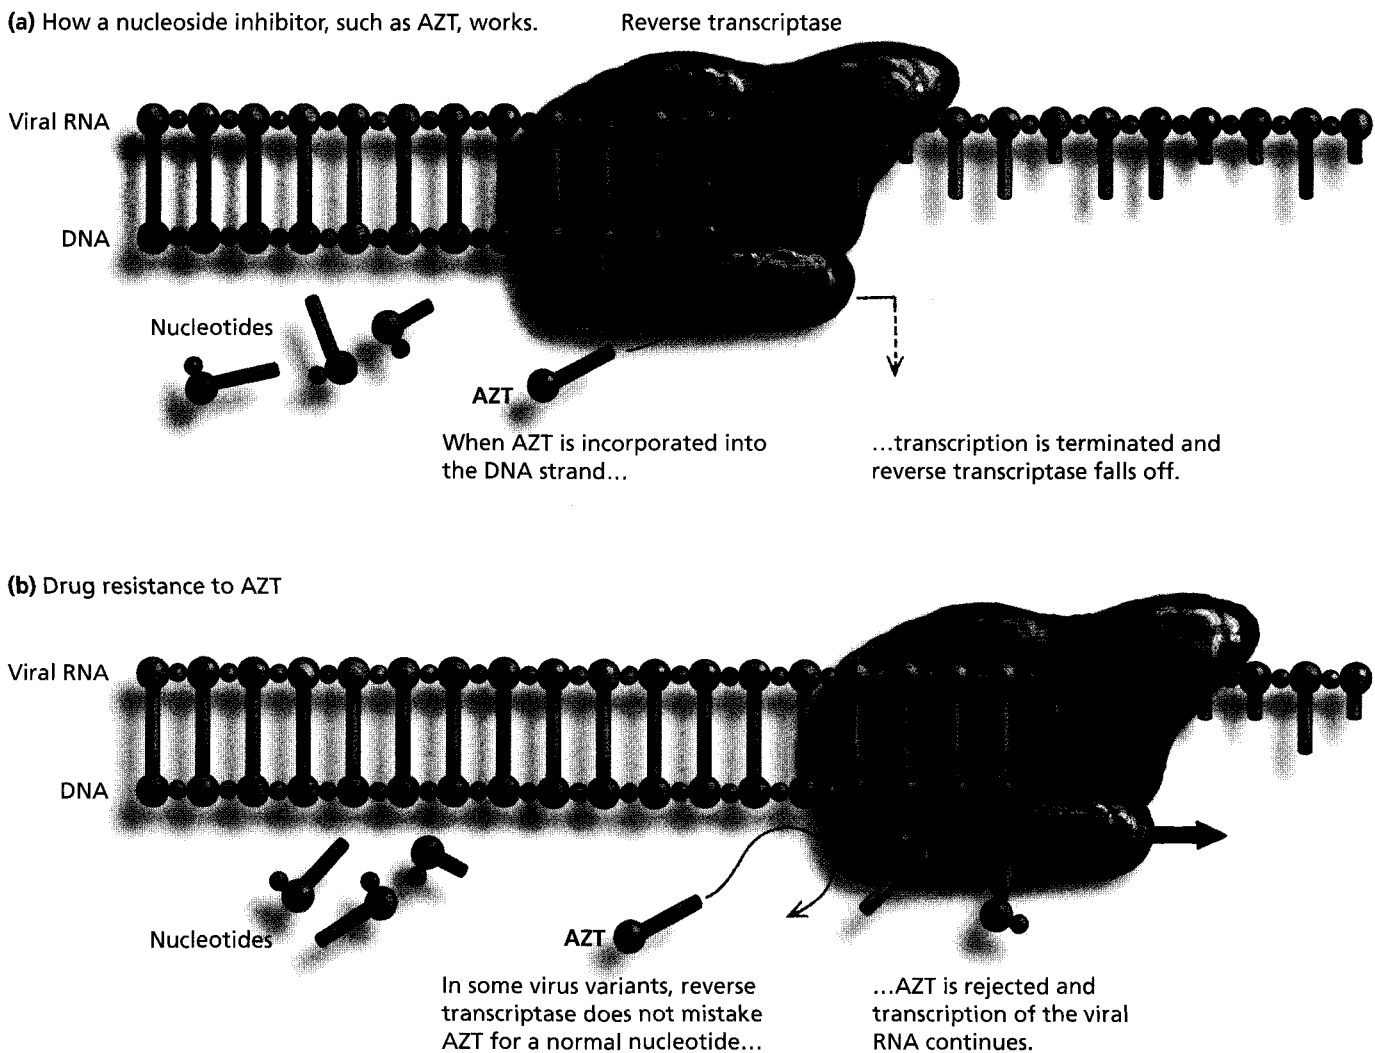 (a) How a nucleoside inhibitor, such as AZT, works.
Reverse transcriptase
Viral RNA
DNA
Nucleotides
AZT
When AZT is incorporated into
the DNA strand...
...transcription is terminated and
reverse transcriptase falls off.
(b) Drug resistance to AZT
Viral RNA
DNA
Nucleotides
AZT
In some virus variants, reverse
transcriptase does not mistake
AZT for a normal nucleotide...
...AZT is rejected and
transcription of the viral
RNA continues.